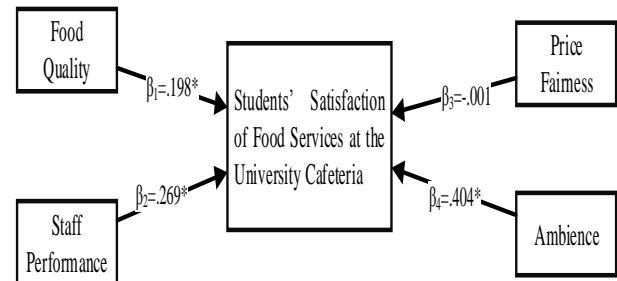 Food
Quality
β₁=.198*
Students' Satisfaction
of Food Services at the
University Cafeteria
Price
Fairness
β₃=-.001
β₂=.269*
Staff
Performance
β₄=.404*
Ambience